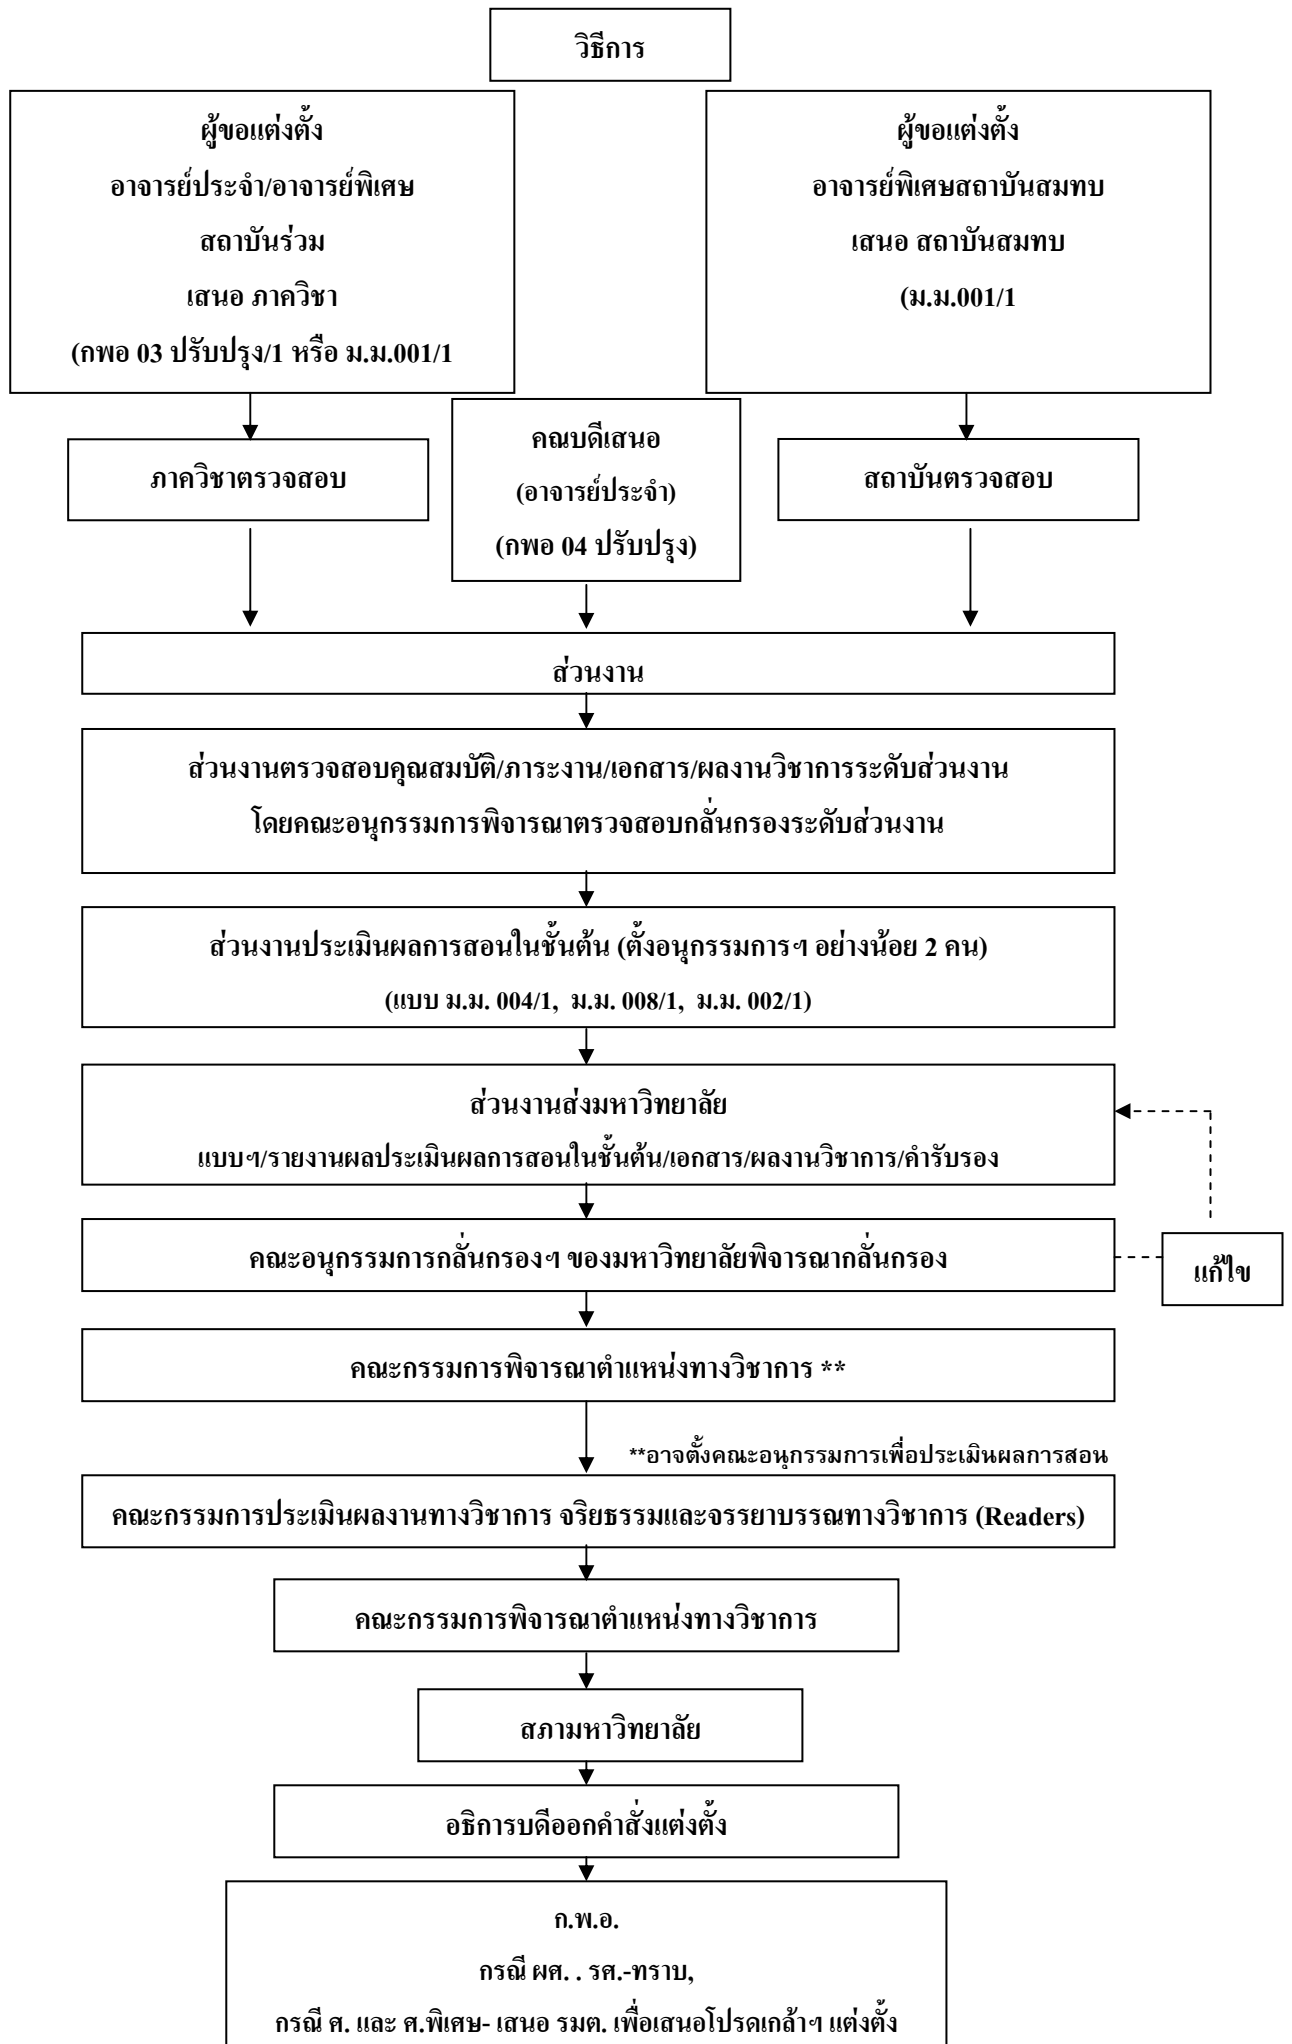 วิธีการ
ผู้ขอแต่งตั้ง
อาจารย์ประจำ/อาจารย์พิเศษ
สถาบันร่วม
เสนอ ภาควิชา
(กพอ 03 ปรับปรุง/1 หรือ ม.ม.001/1
ผู้ขอแต่งตั้ง
อาจารย์พิเศษสถาบันสมทบ
เสนอ สถาบันสมทบ
(ม.ม.001/1
ภาควิชาตรวจสอบ
คณบดีเสนอ
(อาจารย์ประจำ)
(กพอ 04 ปรับปรุง)
สถาบันตรวจสอบ
ส่วนงาน
ส่วนงานตรวจสอบคุณสมบัติ/ภาระงาน/เอกสาร/ผลงานวิชาการระดับส่วนงาน
โดยคณะอนุกรรมการพิจารณาตรวจสอบกลั่นกรองระดับส่วนงาน
ส่วนงานประเมินผลการสอนในชั้นต้น (ตั้งอนุกรรมการฯ อย่างน้อย 2 คน)
(แบบ ม.ม. 004/1, ม.ม. 008/1, ม.ม. 002/1)
ส่วนงานส่งมหาวิทยาลัย
แบบฯ/รายงานผลประเมินผลการสอนในชั้นต้น/เอกสาร/ผลงานวิชาการ/คำรับรอง
คณะอนุกรรมการกลั่นกรองฯ ของมหาวิทยาลัยพิจารณากลั่นกรอง
แก้ไข
คณะกรรมการพิจารณาตำแหน่งทางวิชาการ **
**อาจตั้งคณะอนุกรรมการเพื่อประเมินผลการสอน
คณะกรรมการประเมินผลงานทางวิชาการ จริยธรรมและจรรยาบรรณทางวิชาการ (Readers)
คณะกรรมการพิจารณาตำแหน่งทางวิชาการ
สภามหาวิทยาลัย
อธิการบดีออกคำสั่งแต่งตั้ง
ก.พ.อ.
กรณี ผศ. . รศ.-ทราบ,
กรณี ศ. และ ศ.พิเศษ- เสนอ รมต. เพื่อเสนอโปรดเกล้าฯ แต่งตั้ง